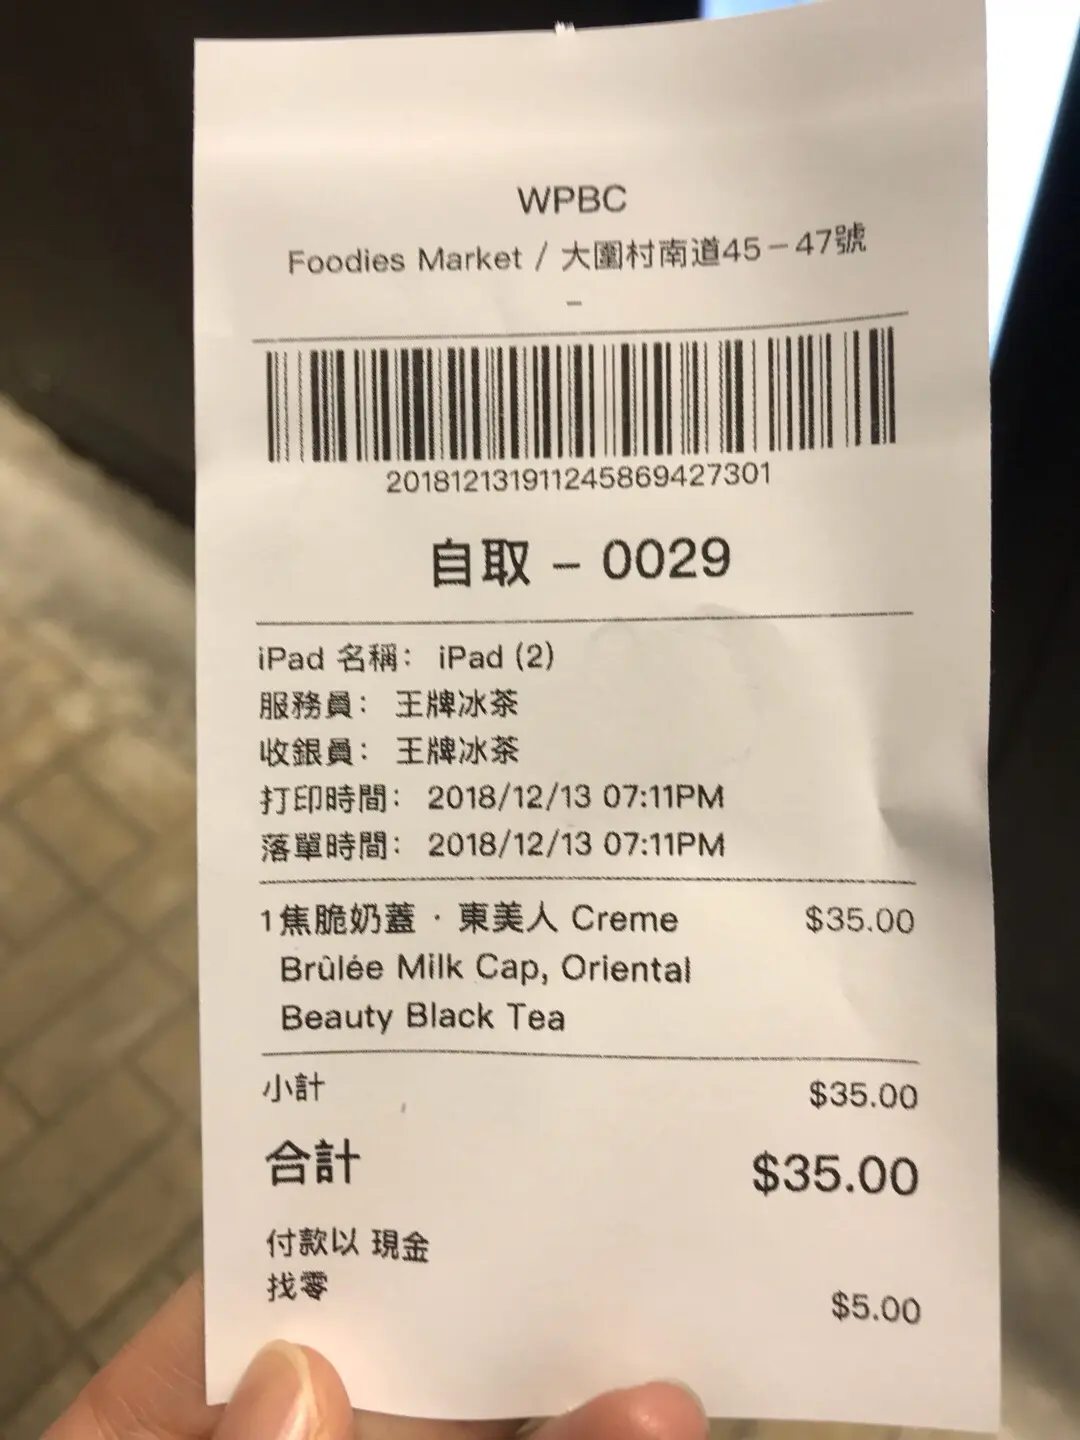 WPBC
Foodies Market / 大圍村南道45-47號
–
201812131911245869427301
自取 – 0029
iPad 名稱： iPad (2)
服務員： 王牌冰茶
收銀員： 王牌冰茶
打印時間： 2018/12/13 07:11PM
落單時間： 2018/12/13 07:11PM
1 焦脆奶蓋 · 東美人 Creme $35.00
Brûlée Milk Cap, Oriental
Beauty Black Tea
小計 $35.00
合計 $35.00
付款以 現金
找零 $5.00